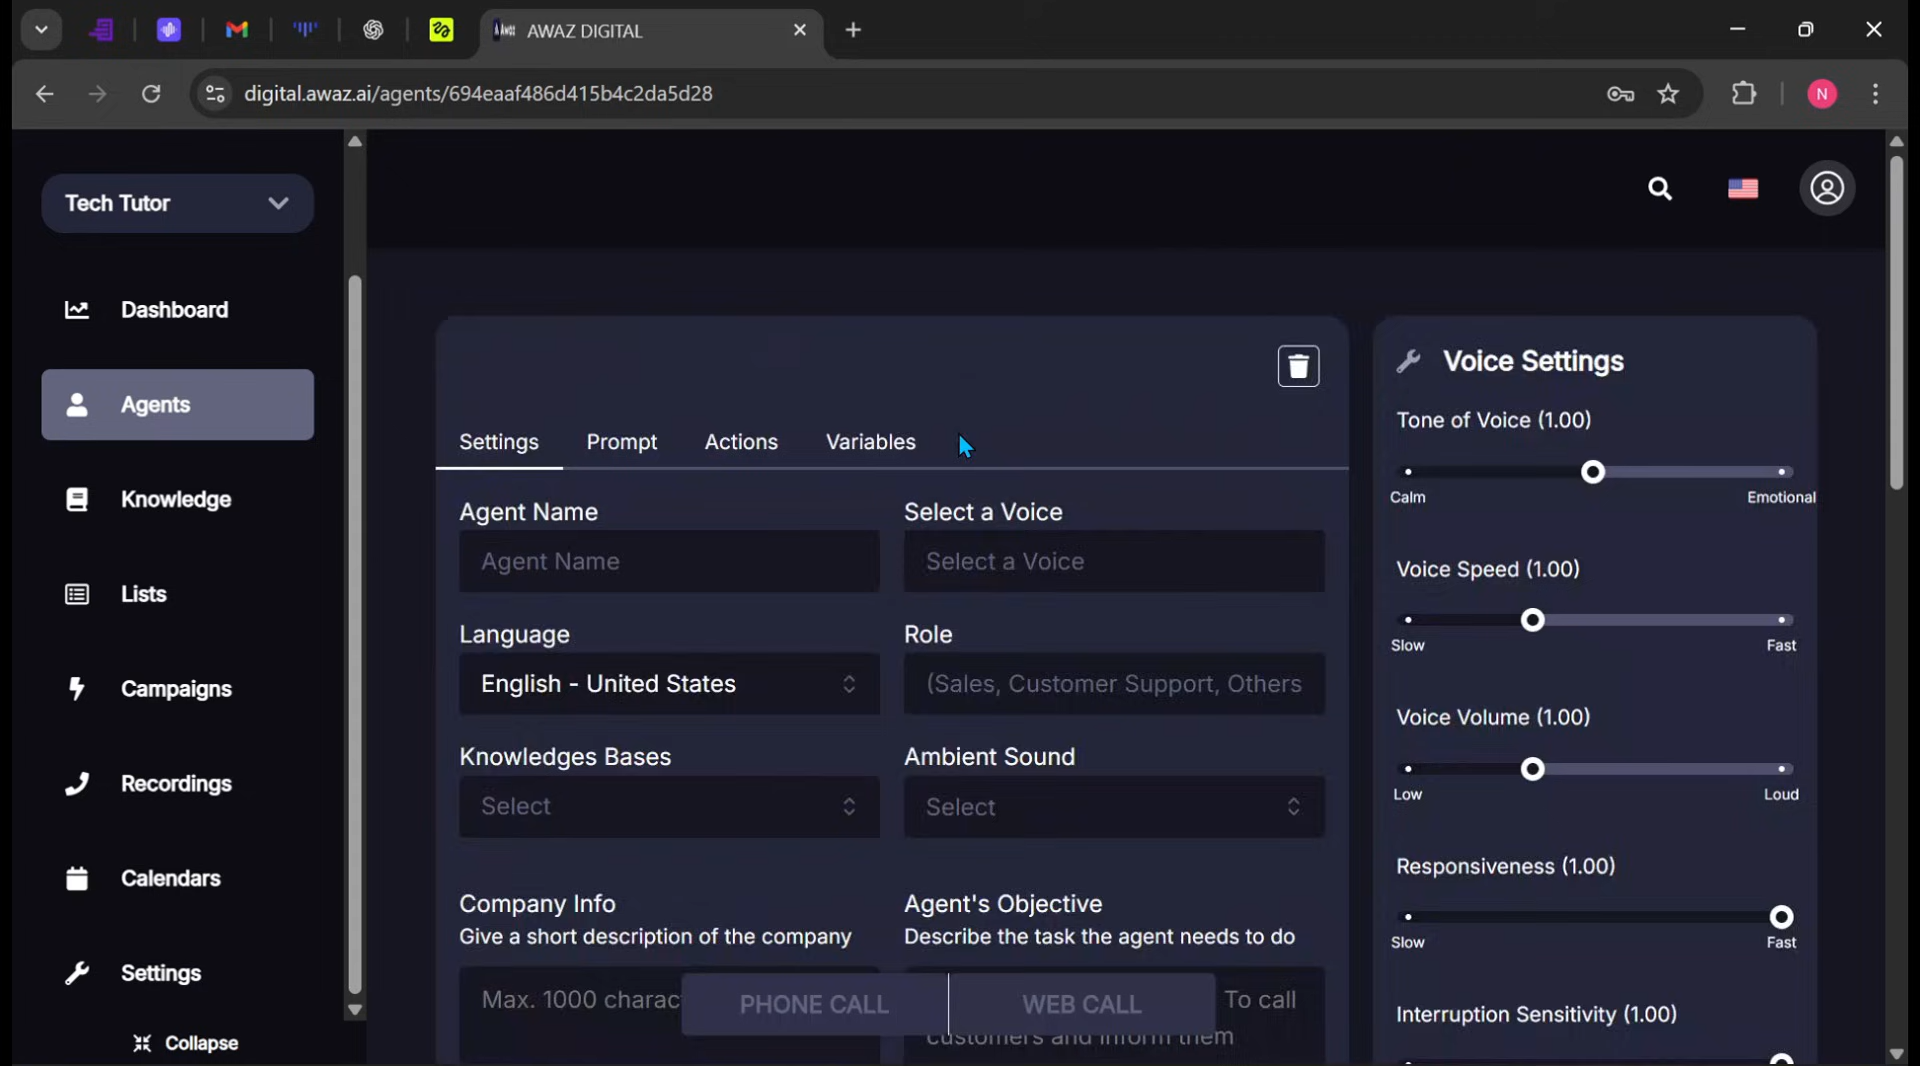 AWAZ DIGITAL
digital.awaz.ai/agents/694eaaf486d415b4c2da5d28
N
Tech Tutor
Dashboard
Agents
Knowledge
Lists
Campaigns
Recordings
Calendars
Settings
Collapse
Settings Prompt Actions Variables
Agent Name
Agent Name
Select a Voice
Select a Voice
Language
English - United States
Role
(Sales, Customer Support, Others
Knowledges Bases
Select
Ambient Sound
Select
Company Info
Give a short description of the company
Max. 1000 charac
Agent's Objective
Describe the task the agent needs to do
To call
customers and inform them
PHONE CALL
WEB CALL
Voice Settings
Tone of Voice (1.00)
Calm Emotional
Voice Speed (1.00)
Slow Fast
Voice Volume (1.00)
Low Loud
Responsiveness (1.00)
Slow Fast
Interruption Sensitivity (1.00)